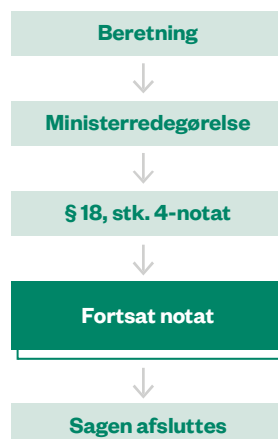 Beretning
Ministerredegørelse
§ 18, stk. 4-notat
Fortsat notat
Sagen afsluttes